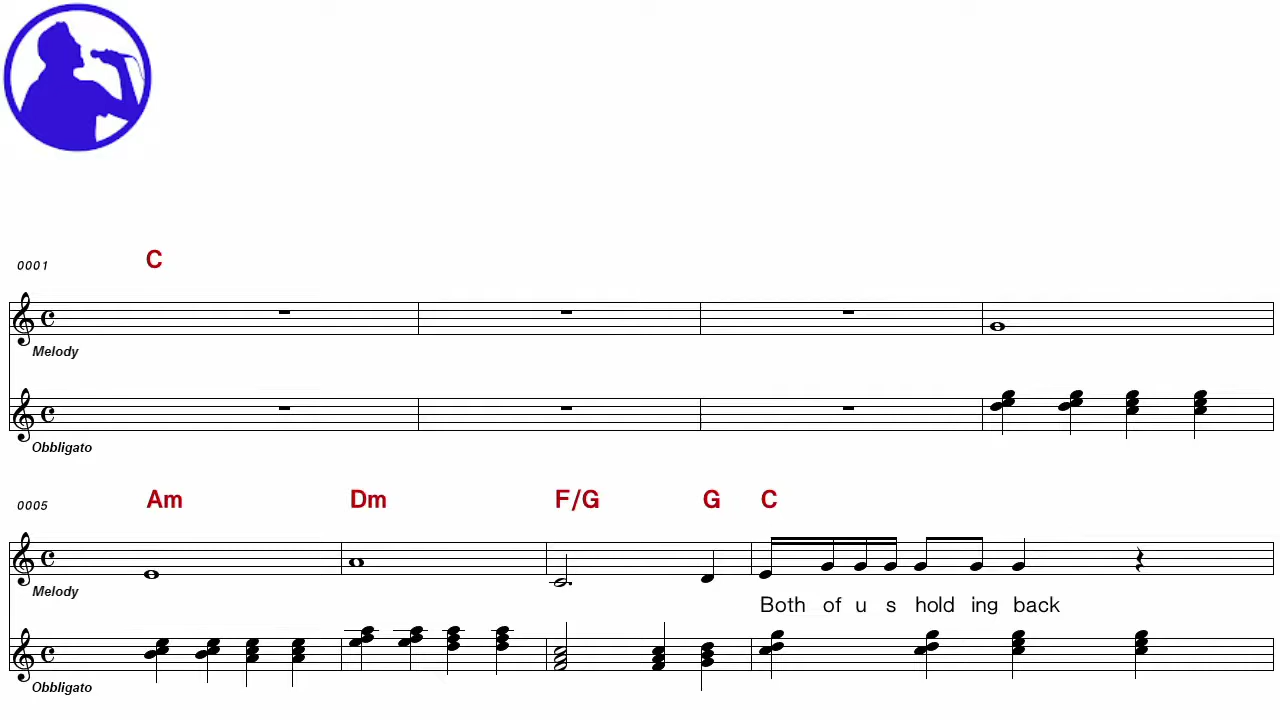 0001 C
Melody
Obbligato
0005 Am Dm F/G G C
Melody
Both of u s hold ing back
Obbligato